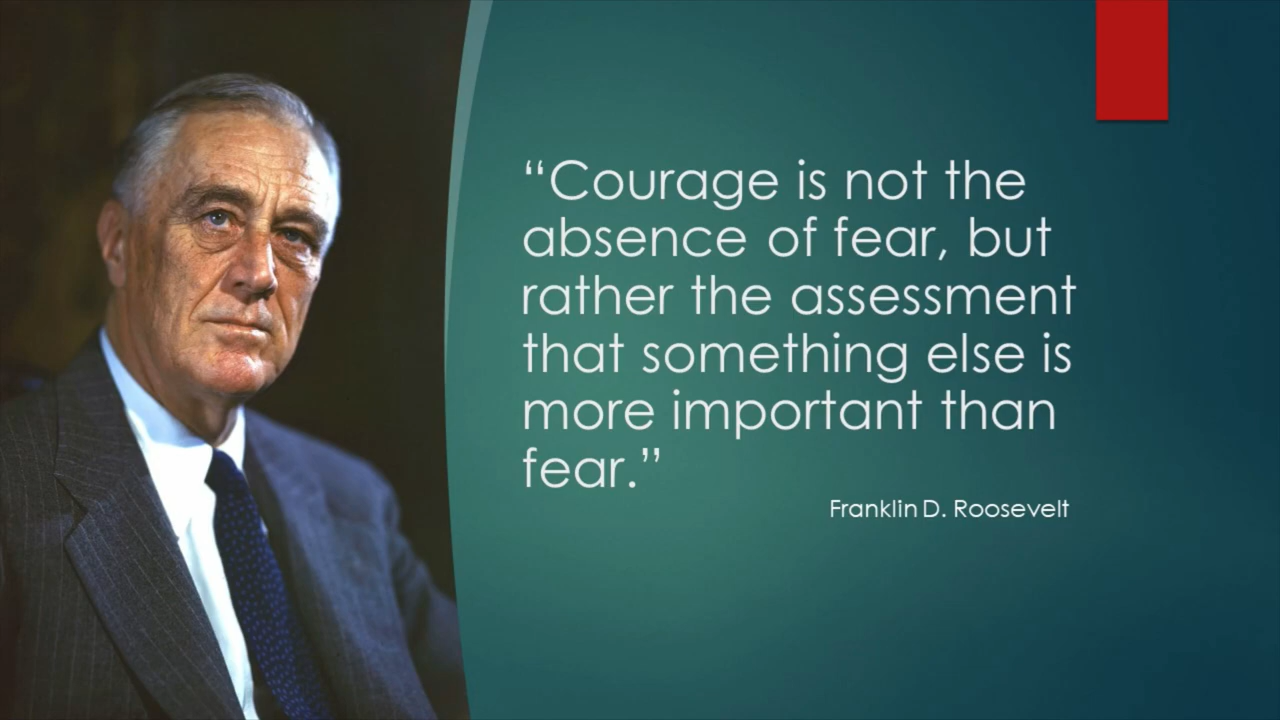 “Courage is not the
absence of fear, but
rather the assessment
that something else is
more important than
fear.”
Franklin D. Roosevelt